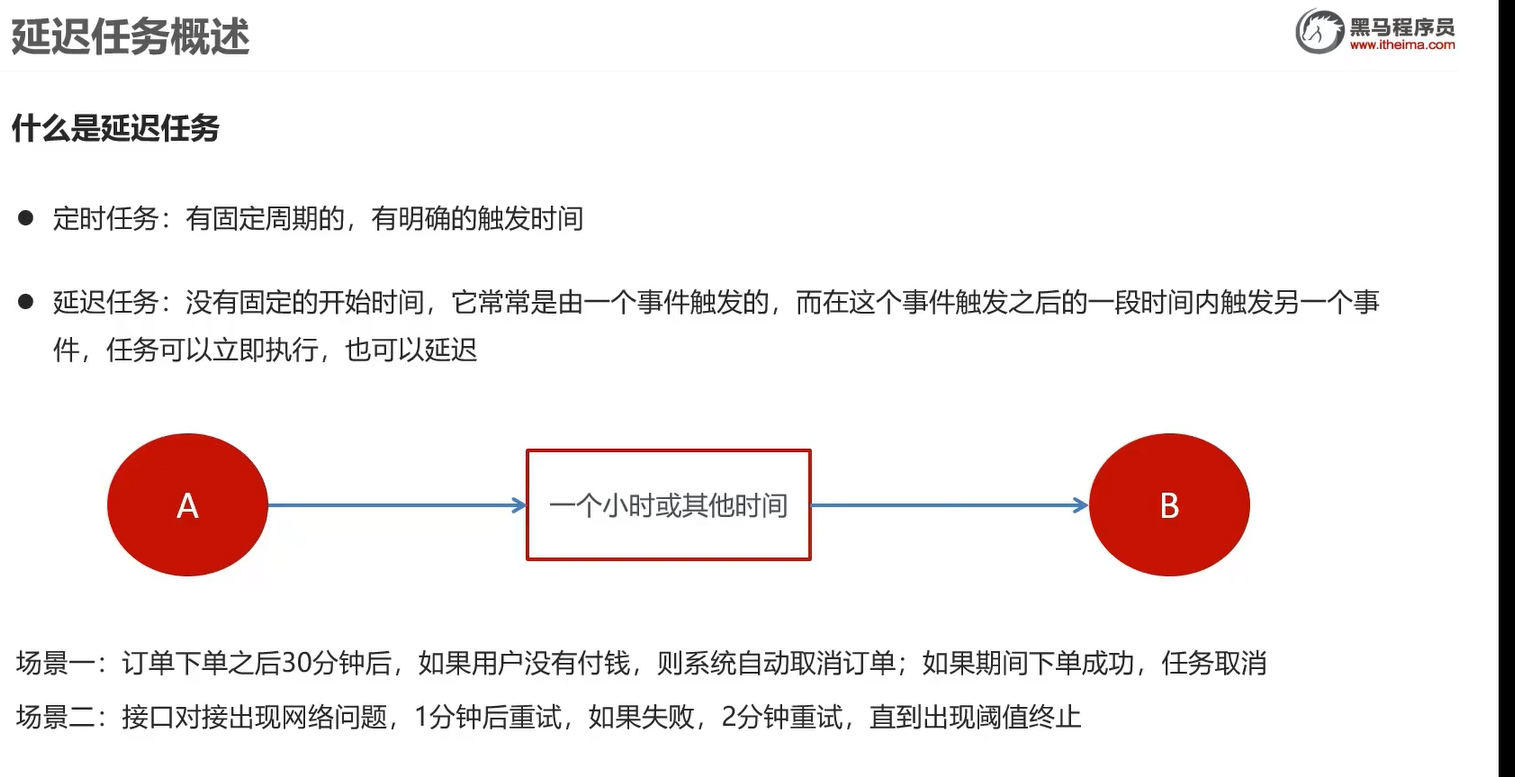 延迟任务概述
黑马程序员
www.itheima.com
什么是延迟任务
定时任务：有固定周期的，有明确的触发时间
延迟任务：没有固定的开始时间，它常常是由一个事件触发的，而在这个事件触发之后的一段时间内触发另一个事
件，任务可以立即执行，也可以延迟
A
一个小时或其他时间
B
场景一：订单下单之后30分钟后，如果用户没有付钱，则系统自动取消订单；如果期间下单成功，任务取消
场景二：接口对接出现网络问题，1分钟后重试，如果失败，2分钟重试，直到出现阈值终止